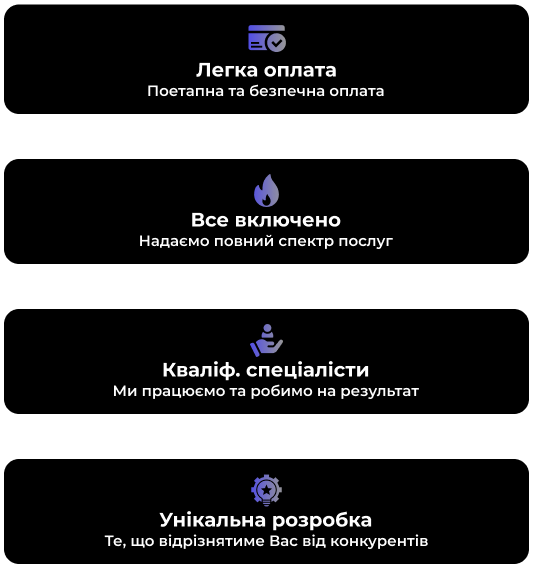 Легка оплата
Поетапна та безпечна оплата
Все включено
Надаємо повний спектр послуг
Кваліф. спеціалісти
Ми працюємо та робимо на результат
Унікальна розробка
Те, що відрізнятиме Вас від конкурентів